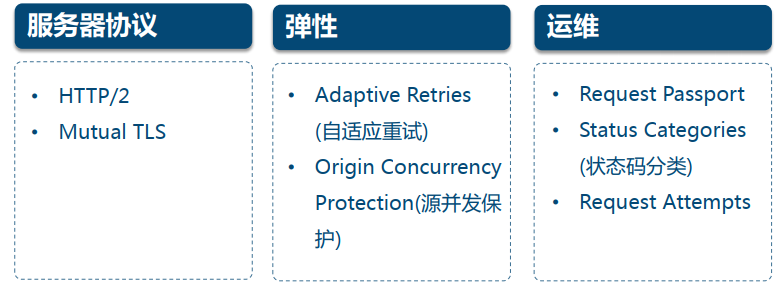 服务器协议
• HTTP/2
• Mutual TLS
弹性
• Adaptive Retries
(自适应重试)
• Origin Concurrency
Protection(源并发保
护)
运维
• Request Passport
• Status Categories
(状态码分类)
• Request Attempts